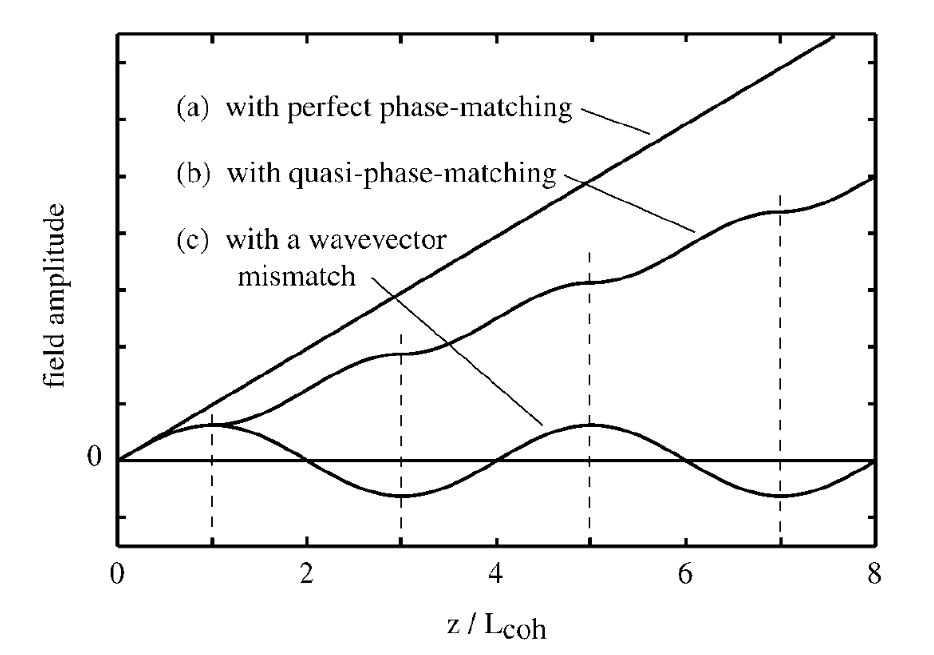 (a) with perfect phase-matching
(b) with quasi-phase-matching
(c) with a wavevector
mismatch
field amplitude
0
0 2 4 6 8
z / Lcoh